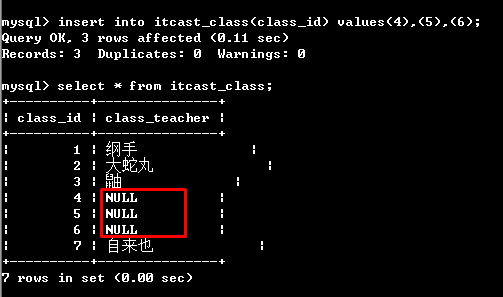 mysql> insert into itcast_class(class_id) values(4),(5),(6);
Query OK, 3 rows affected (0.11 sec)
Records: 3  Duplicates: 0  Warnings: 0
mysql> select * from itcast_class;
+----------+---------------+
| class_id | class_teacher |
+----------+---------------+
|        1 | 纲手              |
|        2 | 大蛇丸               |
|        3 | 鼬             |
|        4 | NULL          |
|        5 | NULL          |
|        6 | NULL          |
|        7 | 自来也               |
+----------+---------------+
7 rows in set (0.00 sec)